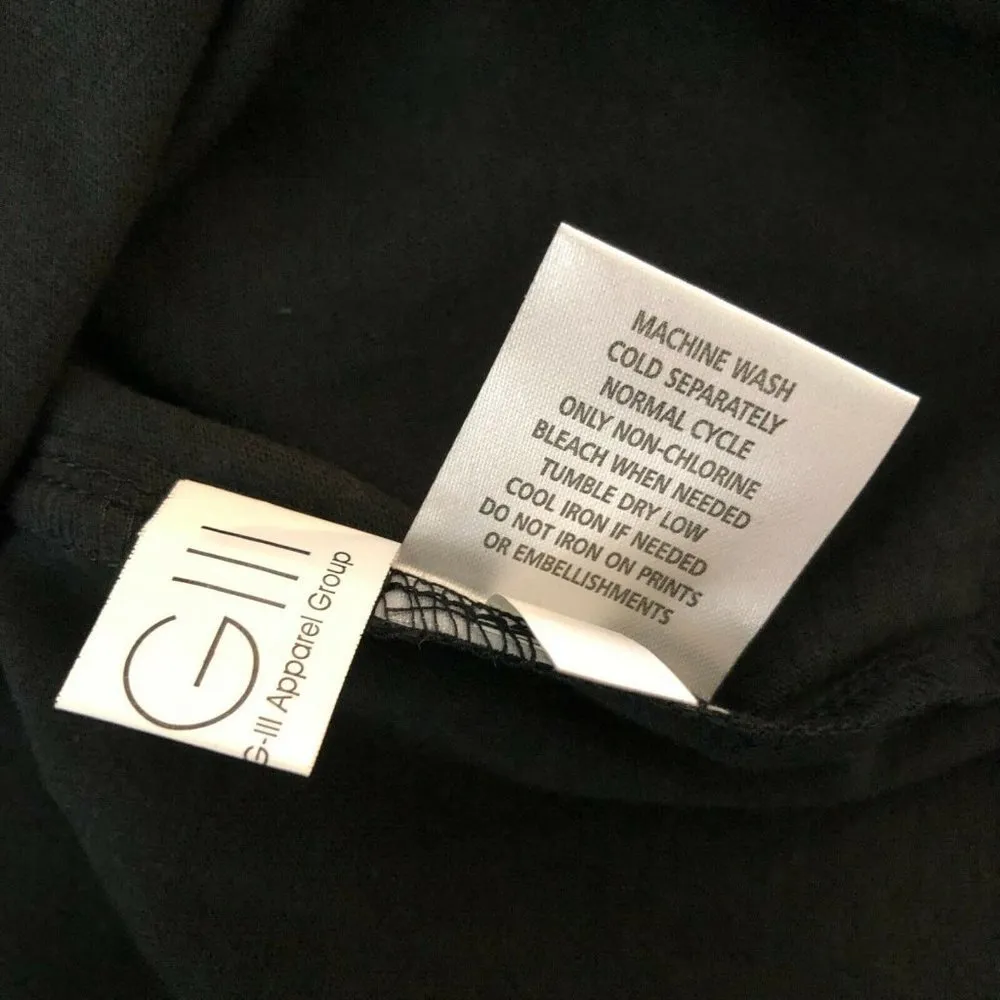 MACHINE WASH
COLD SEPARATELY
NORMAL CYCLE
ONLY NON-CHLORINE
BLEACH WHEN NEEDED
TUMBLE DRY LOW
COOL IRON IF NEEDED
DO NOT IRON ON PRINTS
OR EMBELLISHMENTS
GIII
G-III Apparel Group